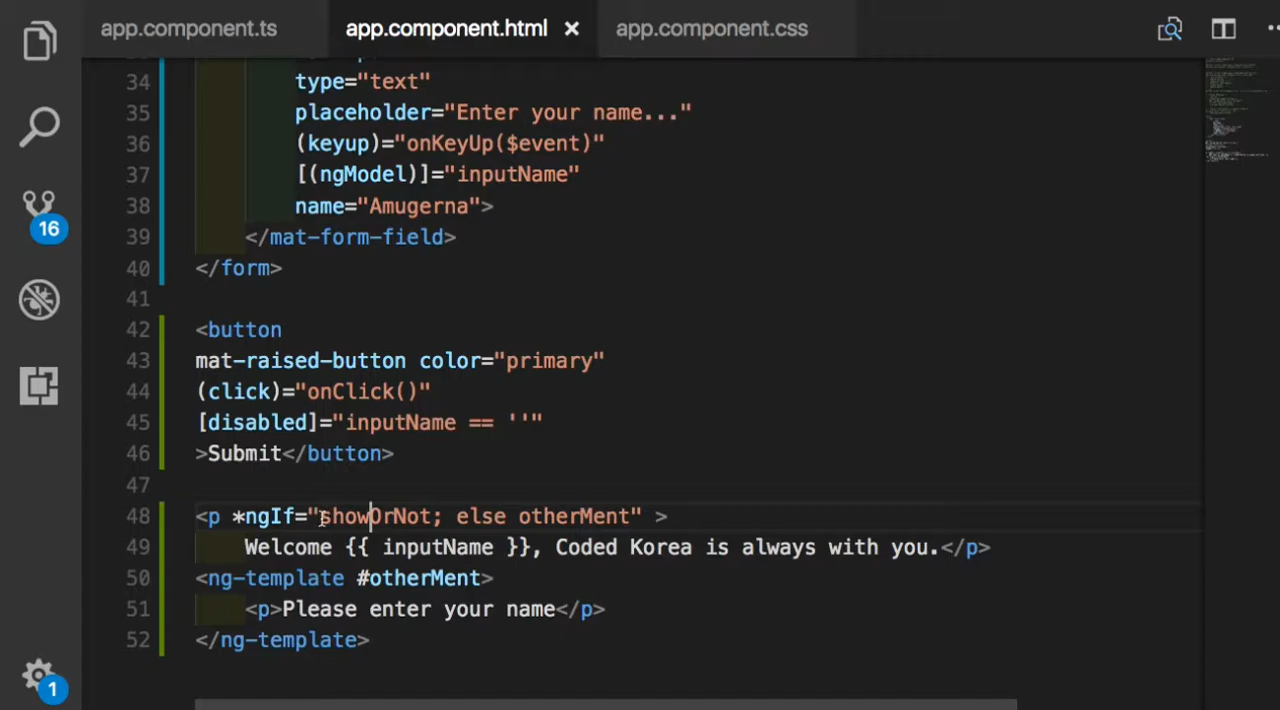 app.component.ts
app.component.html
app.component.css
34 type="text"
35 placeholder="Enter your name..."
36 (keyup)="onKeyUp($event)"
37 [(ngModel)]="inputName"
38 name="Amugerna">
39 </mat-form-field>
40 </form>
41
42 <button
43 mat-raised-button color="primary"
44 (click)="onClick()"
45 [disabled]="inputName == ''"
46 >Submit</button>
47
48 <p *ngIf="showOrNot; else otherMent" >
49 Welcome {{ inputName }}, Coded Korea is always with you.</p>
50 <ng-template #otherMent>
51 <p>Please enter your name</p>
52 </ng-template>
16
1